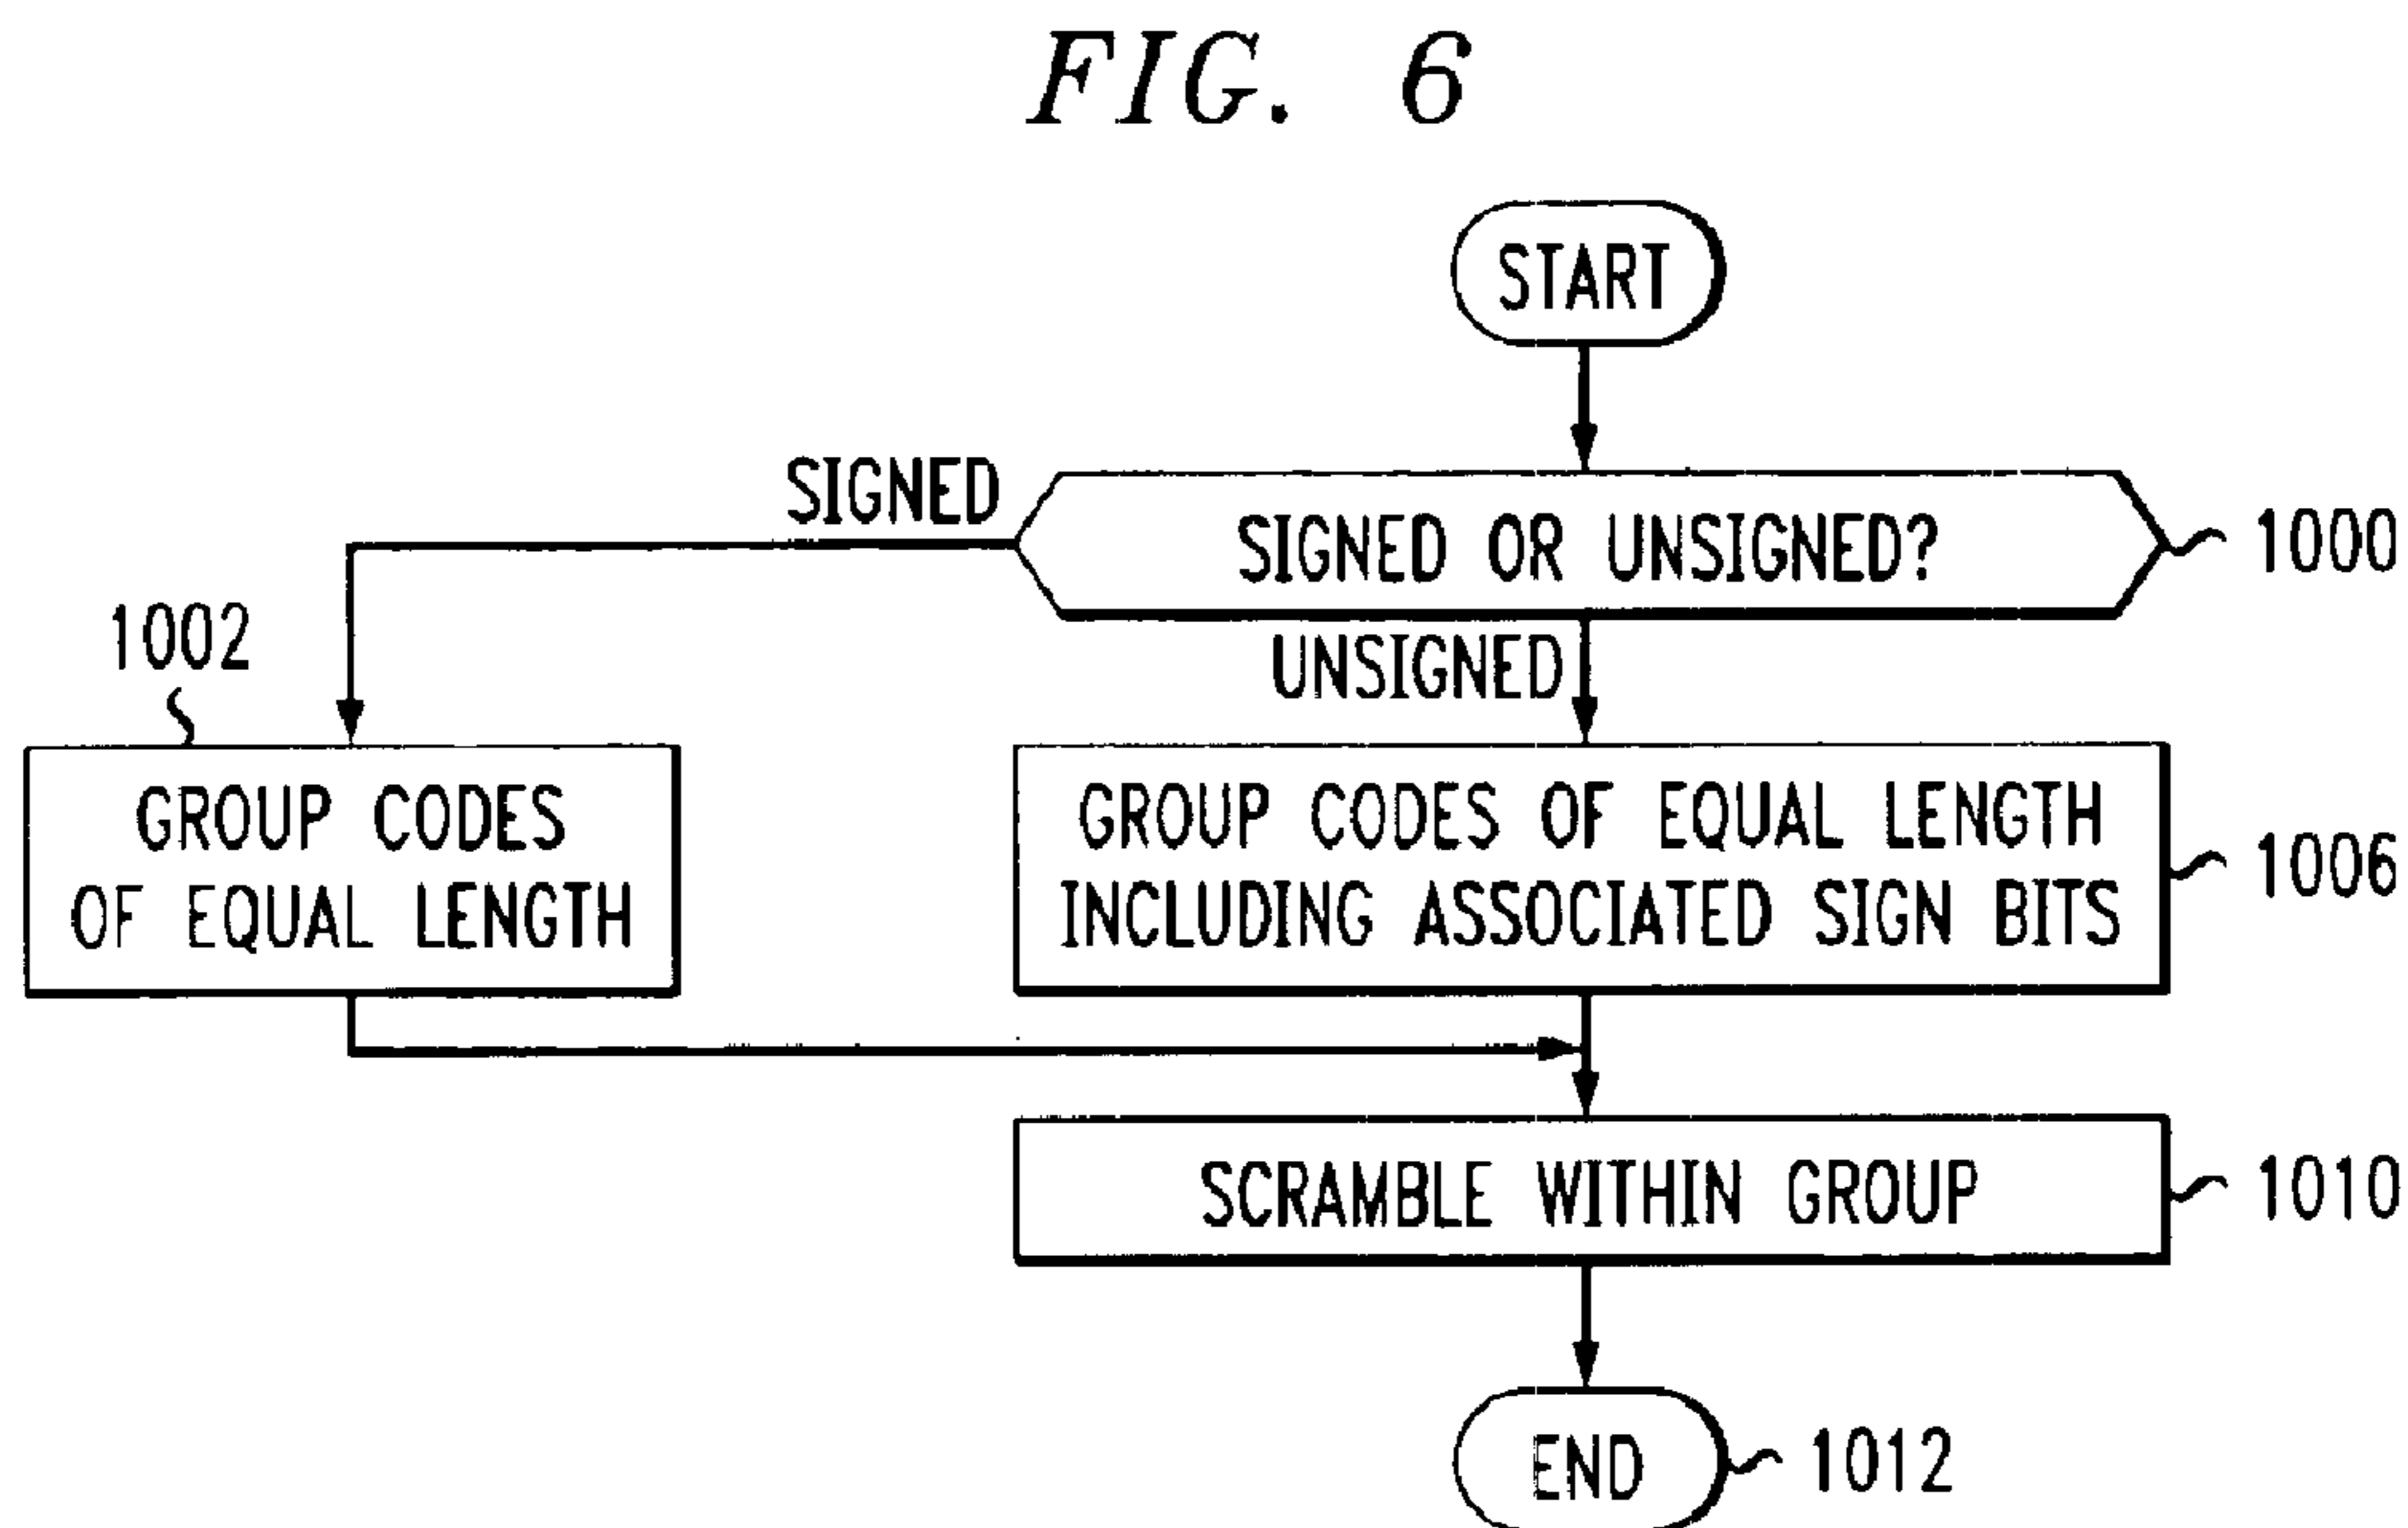 FIG. 6
START
SIGNED
SIGNED OR UNSIGNED?
1000
1002
UNSIGNED
GROUP CODES
OF EQUAL LENGTH
GROUP CODES OF EQUAL LENGTH
INCLUDING ASSOCIATED SIGN BITS
1006
SCRAMBLE WITHIN GROUP
1010
END
1012